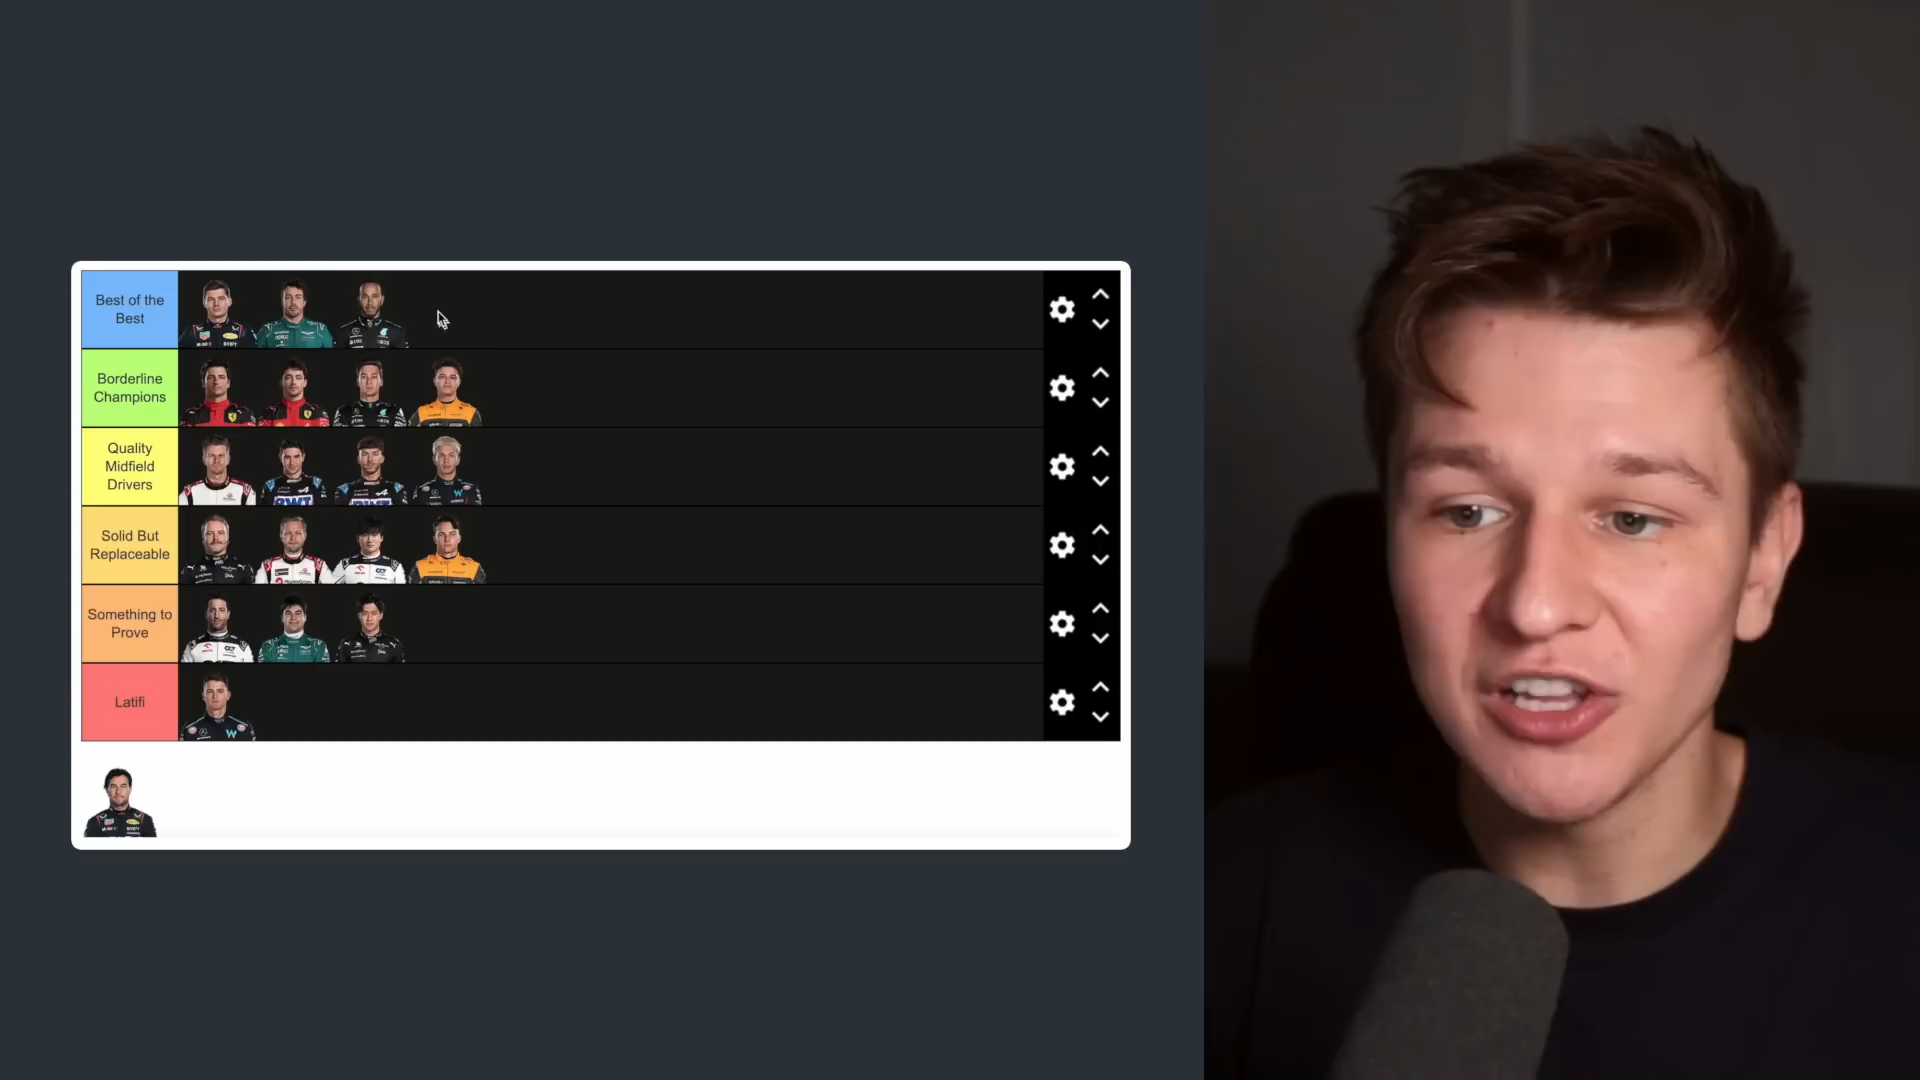 Best of the
Best
Borderline
Champions
Quality
Midfield
Drivers
Solid But
Replaceable
Something to
Prove
Latifi